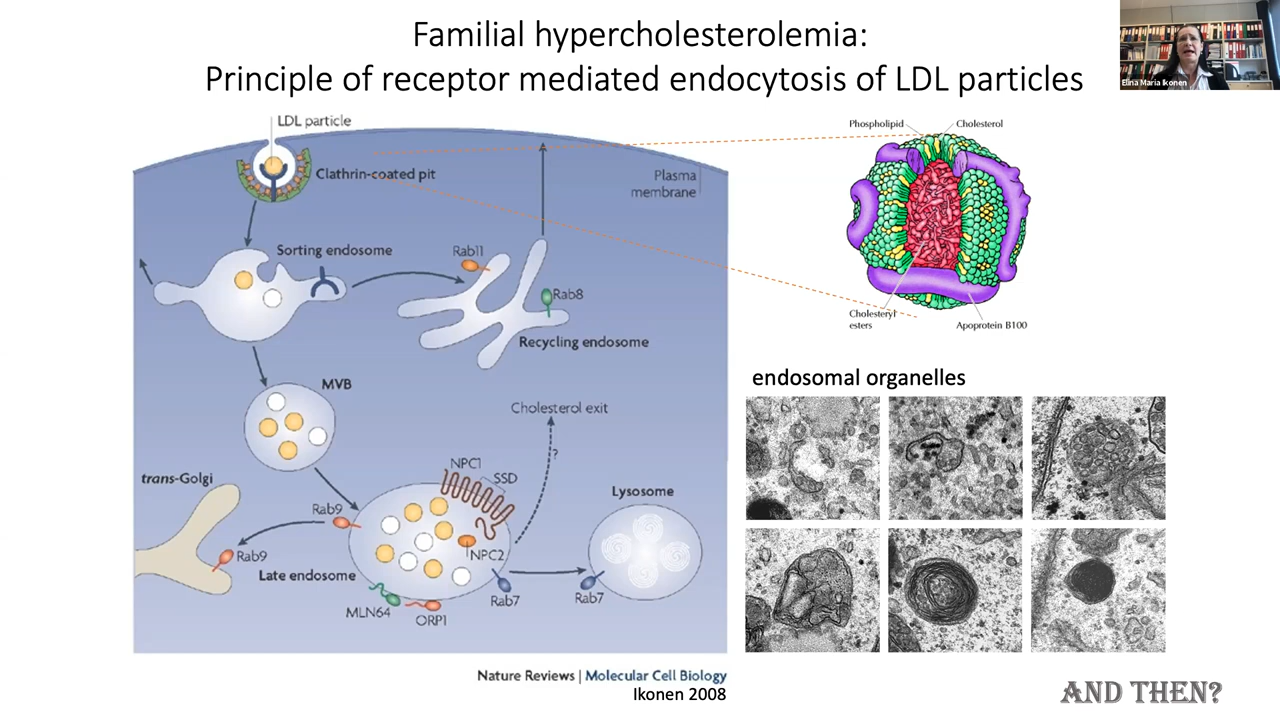 Familial hypercholesterolemia:
Principle of receptor mediated endocytosis of LDL particles
Elina Maria Ikonen
LDL particle
Clathrin-coated pit
Plasma
membrane
Sorting endosome
Rab11
Rab8
Recycling endosome
MVB
Cholesterol exit
?
trans-Golgi
NPC1
SSD
Rab9
Rab9
NPC2
Late endosome
MLN64
ORP1
Rab7
Rab7
Lysosome
Nature Reviews | Molecular Cell Biology
Ikonen 2008
Phospholipid
Cholesterol
Cholesteryl
esters
Apoprotein B100
endosomal organelles
AND THEN?